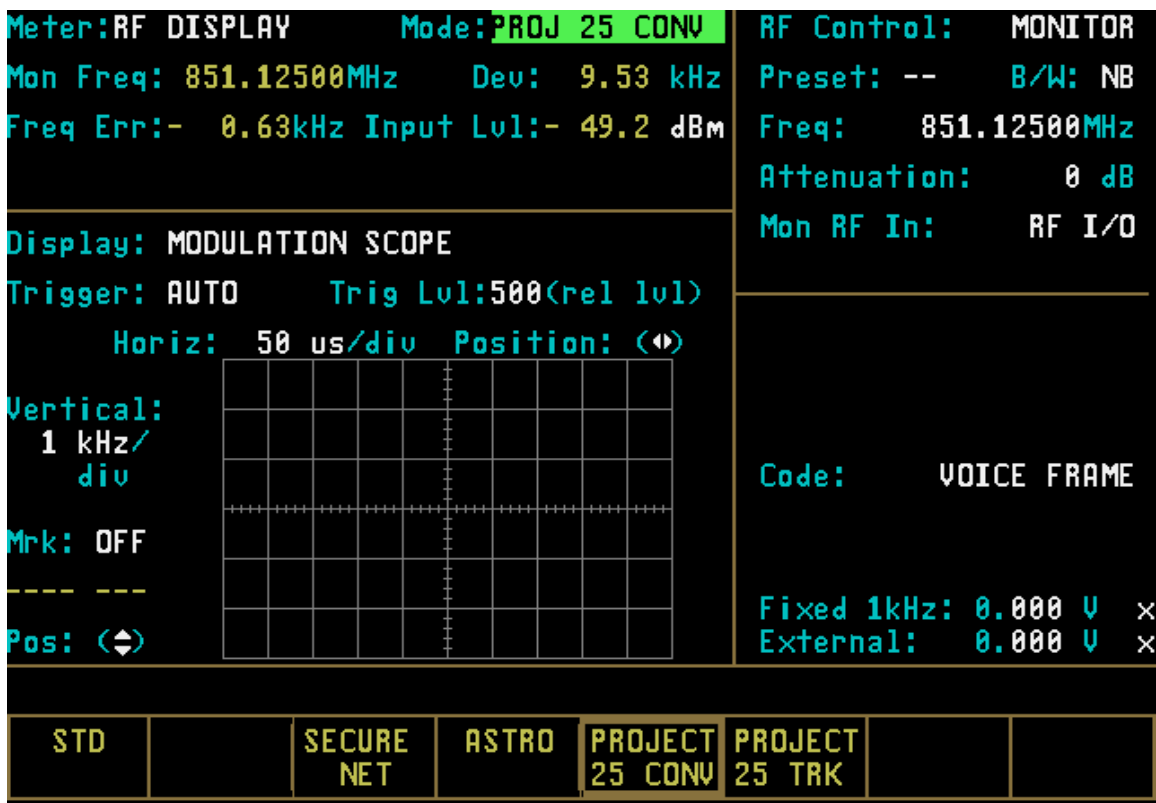 Meter:RF DISPLAY Mode:PROJ 25 CONV
Mon Freq: 851.12500MHz Dev: 9.53 kHz
Freq Err:- 0.63kHz Input Lvl:- 49.2 dBm
Display: MODULATION SCOPE
Trigger: AUTO Trig Lvl:500(rel lvl)
Horiz: 50 us/div Position: (◆)
Vertical:
1 kHz/
div
Mrk: OFF
---- ---
Pos: (◆)
RF Control: MONITOR
Preset: -- B/W: NB
Freq: 851.12500MHz
Attenuation: 0 dB
Mon RF In: RF I/O
Code: VOICE FRAME
Fixed 1kHz: 0.000 V x
External: 0.000 V x
STD
SECURE
NET
ASTRO
PROJECT
25 CONV
PROJECT
25 TRK